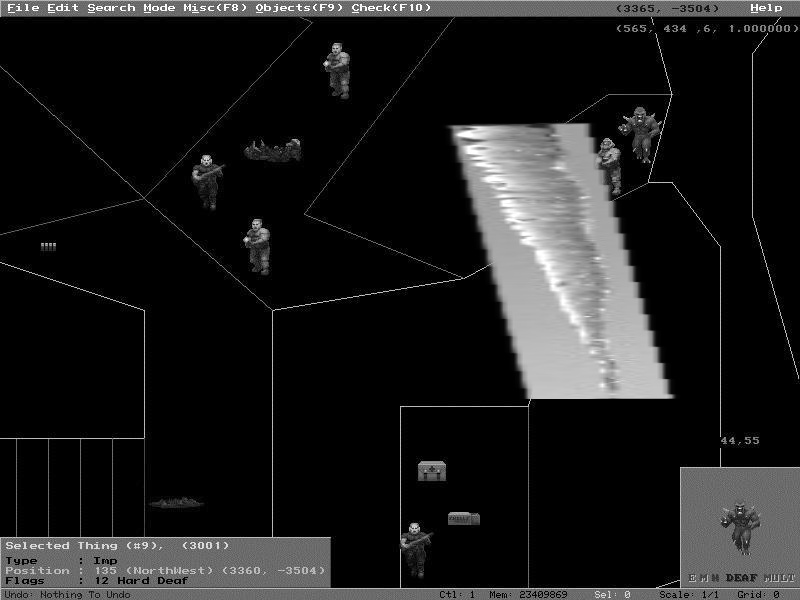 File Edit Search Mode Misc(F8) Objects(F9) Check(F10) (3365, -3504) Help
(565, 434 ,6, 1.000000)
44,55
Selected Thing (#9), (3001)
Type : Imp
Position : 135 (NorthWest) (3360, -3504)
Flags : 12 Hard Deaf
E M H DEAF MULT
Undo: Nothing To Undo Ctl: 1 Mem: 23409869 Sel: 0 Scale: 1/1 Grid: 0